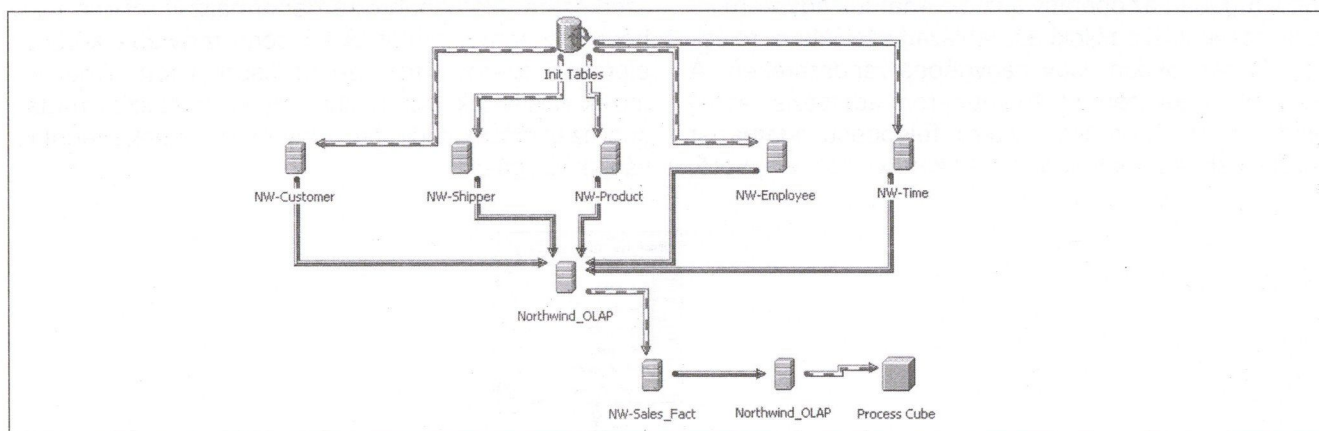 Init Tables
NW-Customer
NW-Shipper
NW-Product
NW-Employee
NW-Time
Northwind_OLAP
NW-Sales_Fact
Northwind_OLAP
Process Cube